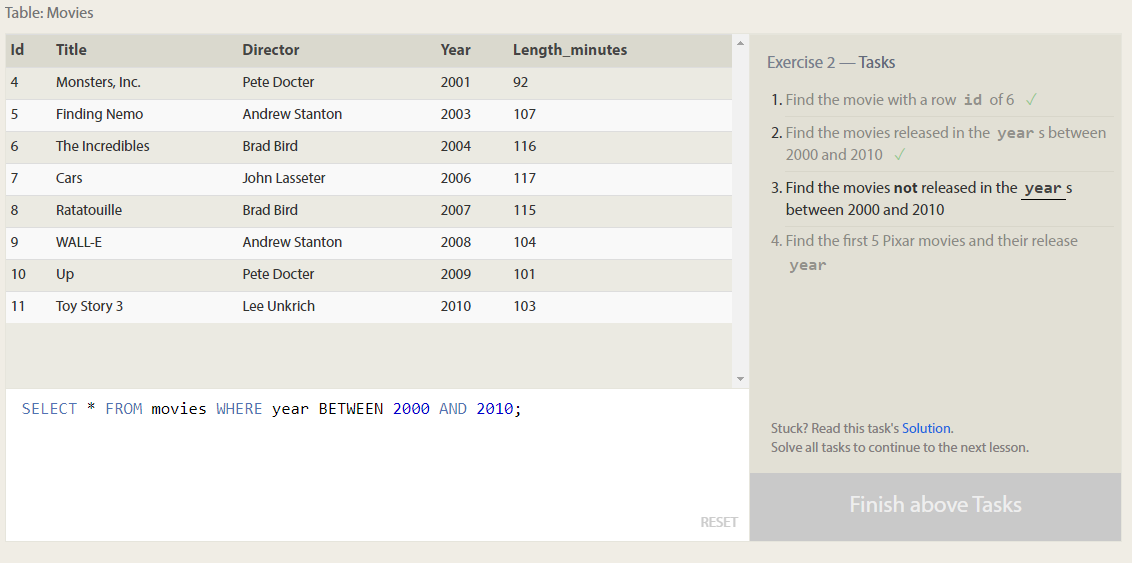 Table: Movies
Id Title Director Year Length_minutes
4 Monsters, Inc. Pete Docter 2001 92
5 Finding Nemo Andrew Stanton 2003 107
6 The Incredibles Brad Bird 2004 116
7 Cars John Lasseter 2006 117
8 Ratatouille Brad Bird 2007 115
9 WALL-E Andrew Stanton 2008 104
10 Up Pete Docter 2009 101
11 Toy Story 3 Lee Unkrich 2010 103
SELECT * FROM movies WHERE year BETWEEN 2000 AND 2010;
RESET
Exercise 2 — Tasks
1. Find the movie with a row id of 6 ✓
2. Find the movies released in the year s between
2000 and 2010 ✓
3. Find the movies not released in the year s
between 2000 and 2010
4. Find the first 5 Pixar movies and their release
year
Stuck? Read this task's Solution.
Solve all tasks to continue to the next lesson.
Finish above Tasks